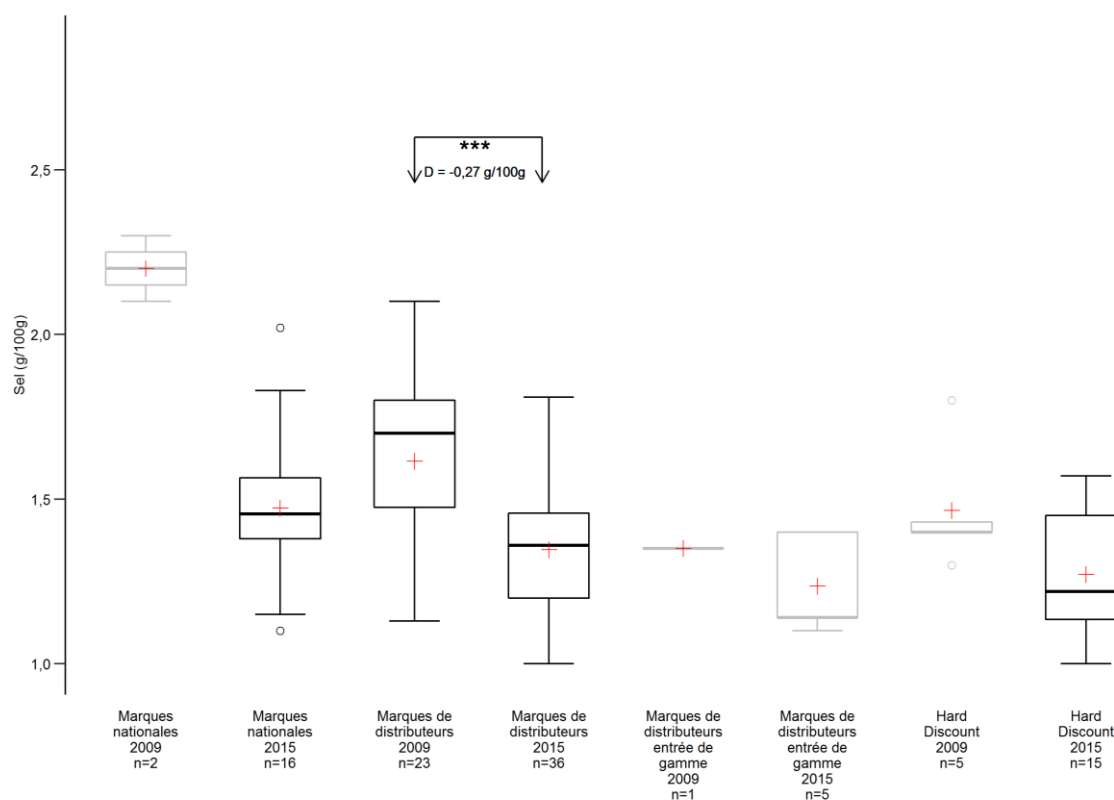 ***
D = -0,27 g/100g
2,5
2,0
1,5
1,0
Sel (g/100g)
Marques
nationales
2009
n=2
Marques
nationales
2015
n=16
Marques de
distributeurs
2009
n=23
Marques de
distributeurs
2015
n=36
Marques de
distributeurs
entrée de
gamme
2009
n=1
Marques de
distributeurs
entrée de
gamme
2015
n=5
Hard
Discount
2009
n=5
Hard
Discount
2015
n=15